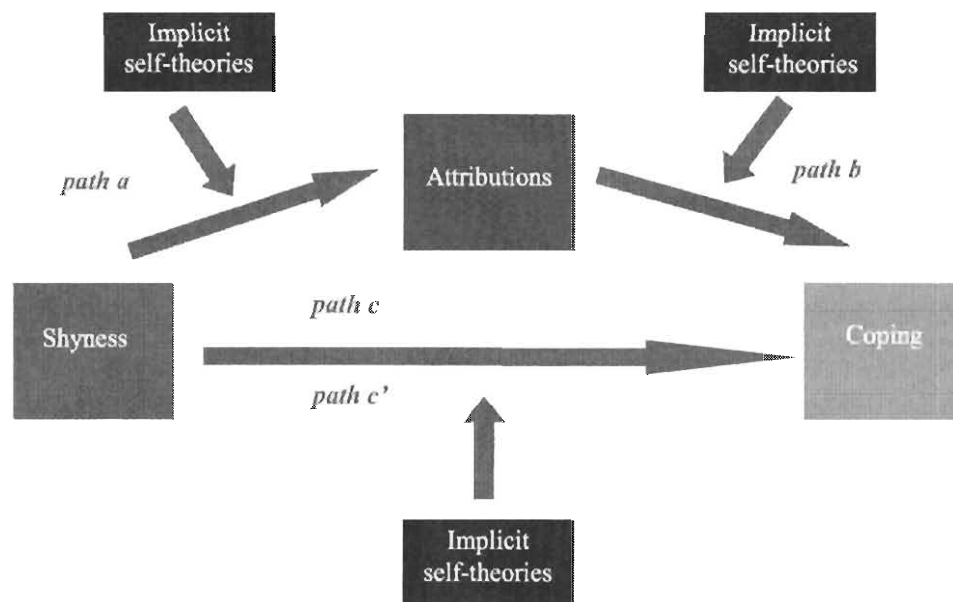 Implicit
self-theories
Implicit
self-theories
path a
Attributions
path b
Shyness
path c
Coping
path c'
Implicit
self-theories